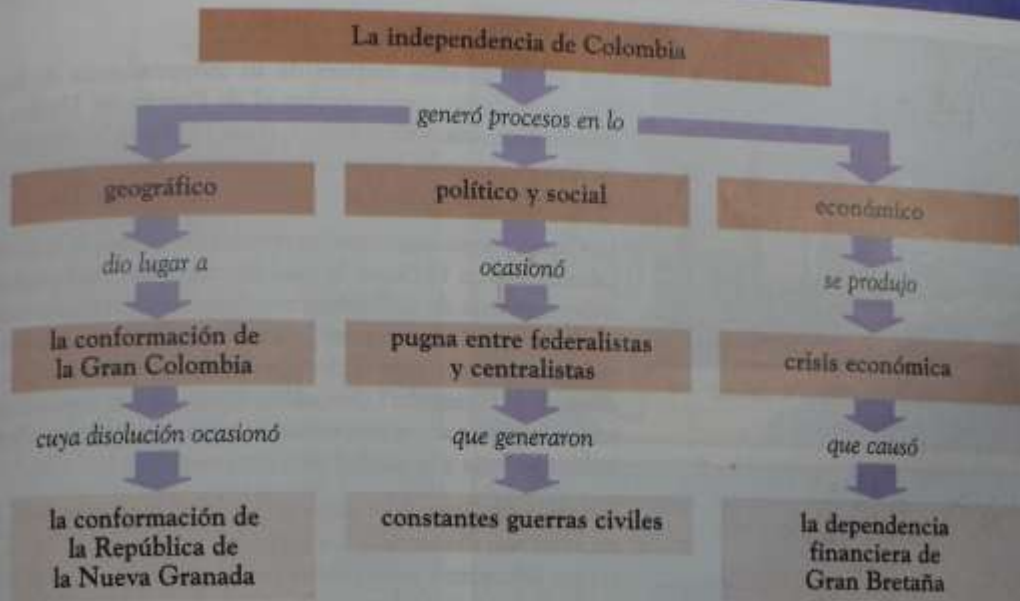 La independencia de Colombia
generó procesos en lo
geográfico
dio lugar a
la conformación de
la Gran Colombia
cuya disolución ocasionó
la conformación de
la República de
la Nueva Granada
político y social
ocasionó
pugna entre federalistas
y centralistas
que generaron
constantes guerras civiles
económico
se produjo
crisis económica
que causó
la dependencia
financiera de
Gran Bretaña